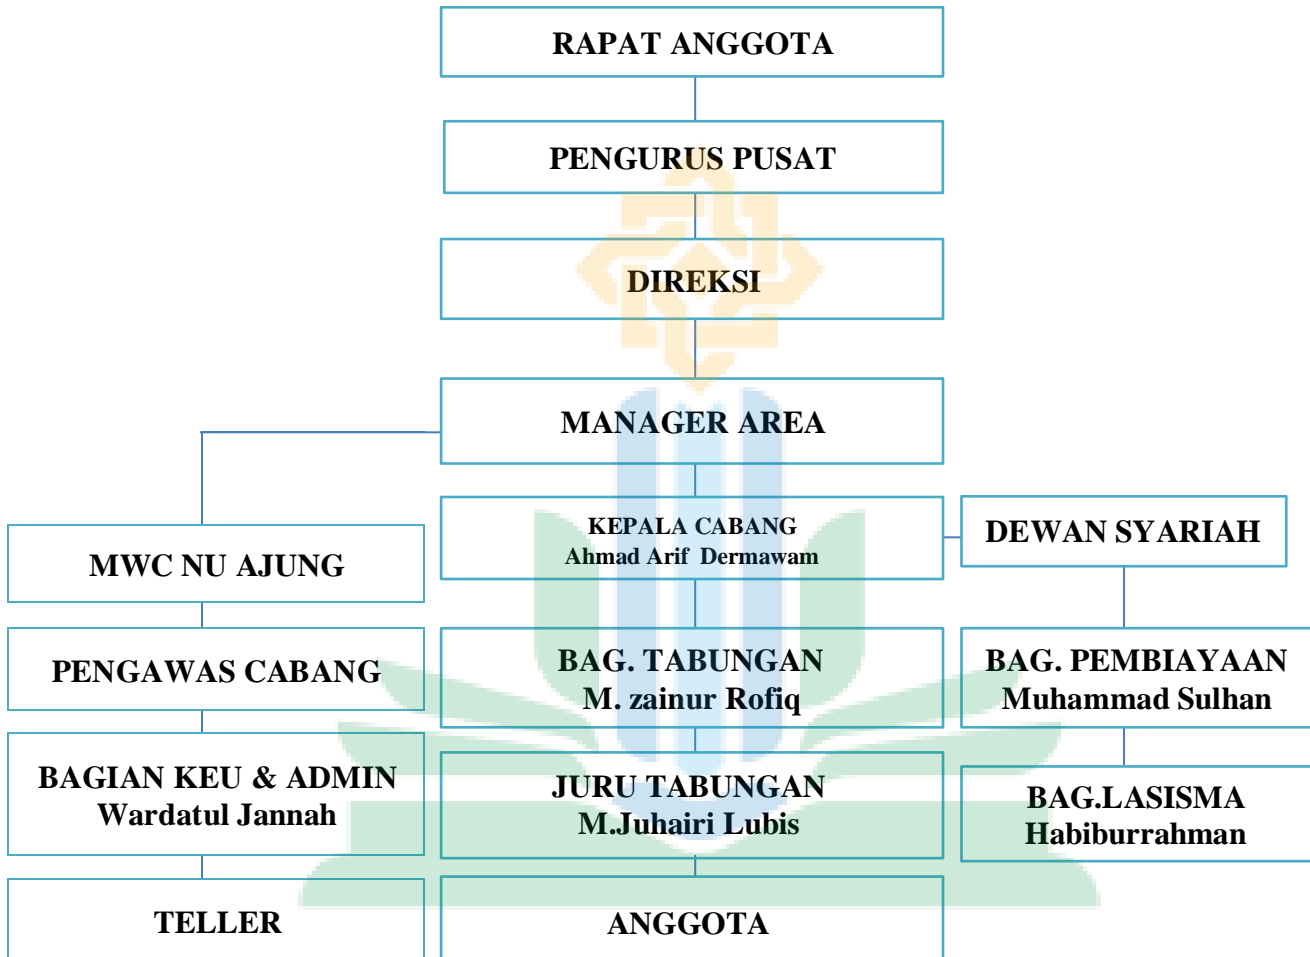 RAPAT ANGGOTA
PENGURUS PUSAT
DIREKSI
MANAGER AREA
KEPALA CABANG
Ahmad Arif Dermawam
DEWAN SYARIAH
MWC NU AJUNG
PENGAWAS CABANG
BAG. TABUNGAN
M. zainur Rofiq
BAG. PEMBIAYAAN
Muhammad Sulhan
BAGIAN KEU & ADMIN
Wardatul Jannah
JURU TABUNGAN
M.Juhairi Lubis
BAG.LASISMA
Habiburrahman
TELLER
ANGGOTA